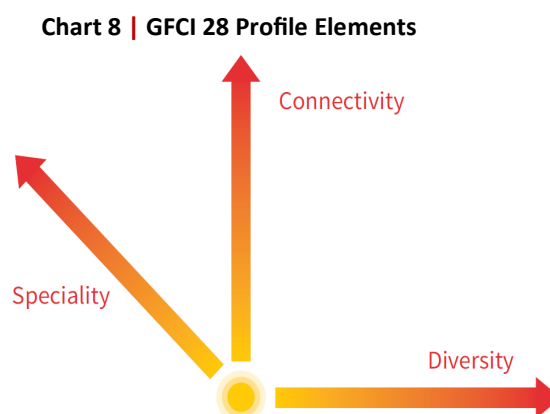 Chart 8 | GFCI 28 Profile Elements
Connectivity
Speciality
Diversity